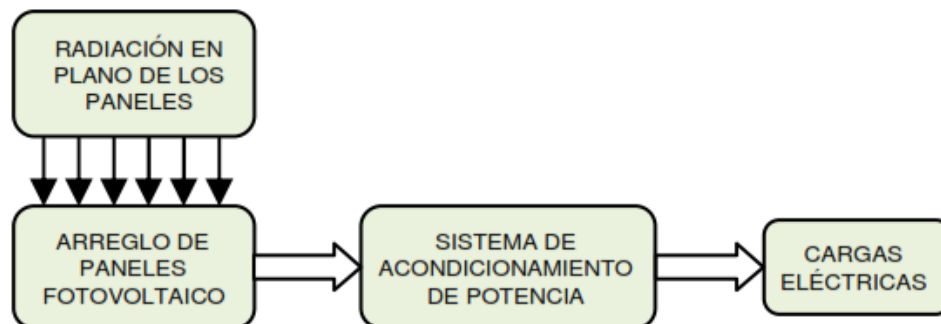 RADIACIÓN EN
PLANO DE LOS
PANELES
ARREGLO DE
PANELES
FOTOVOLTAICO
SISTEMA DE
ACONDICIONAMIENTO
DE POTENCIA
CARGAS
ELÉCTRICAS